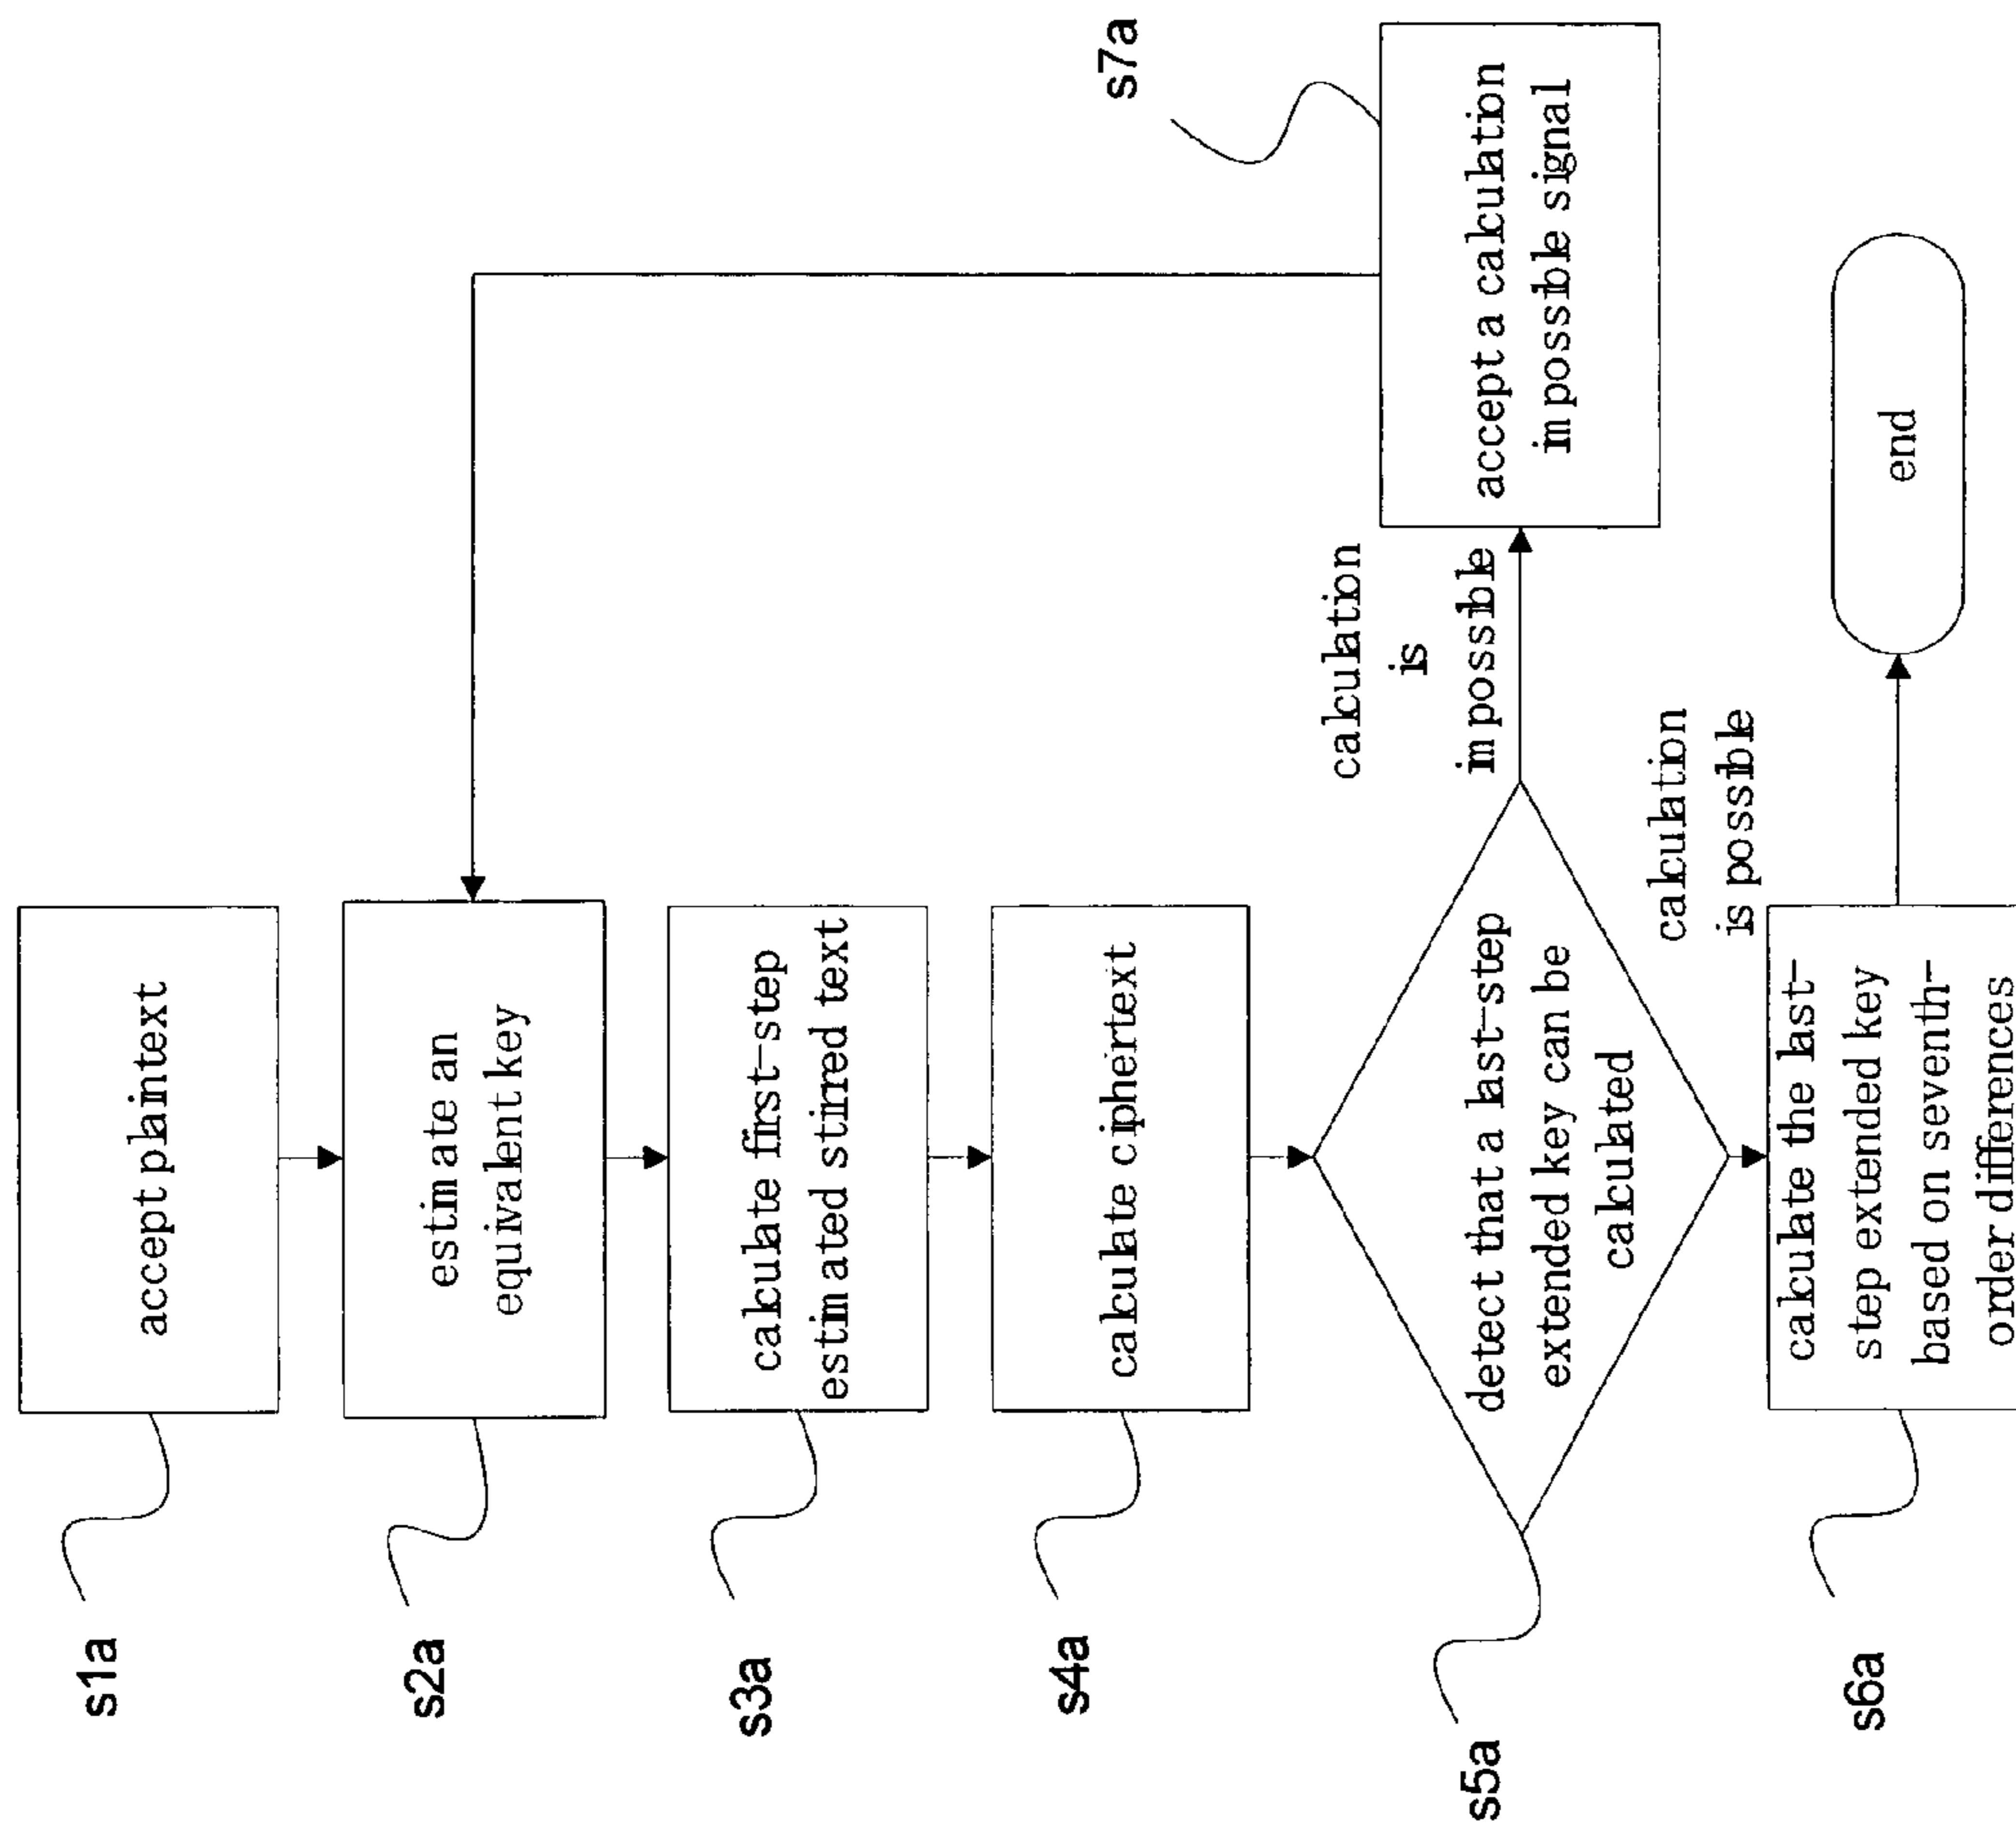 s1a
accept plaintext
s2a
estimate an
equivalent key
s3a
calculate first-step
estimated stirred text
s4a
calculate ciphertext
s5a
detect that a last-step
extended key can be
calculated
calculation
is
impossible
s7a
accept a calculation
impossible signal
calculation
is possible
s6a
calculate the last-
step extended key
based on seventh-
order differences
end